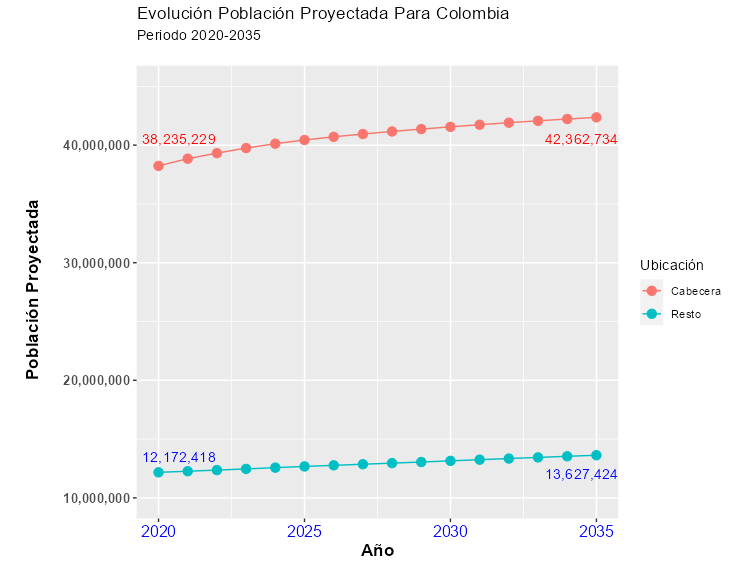 Evolución Población Proyectada Para Colombia
Periodo 2020-2035
Población Proyectada
40,000,000
30,000,000
20,000,000
10,000,000
38,235,229
42,362,734
12,172,418
13,627,424
2020
2025
2030
2035
Año
Ubicación
Cabecera
Resto